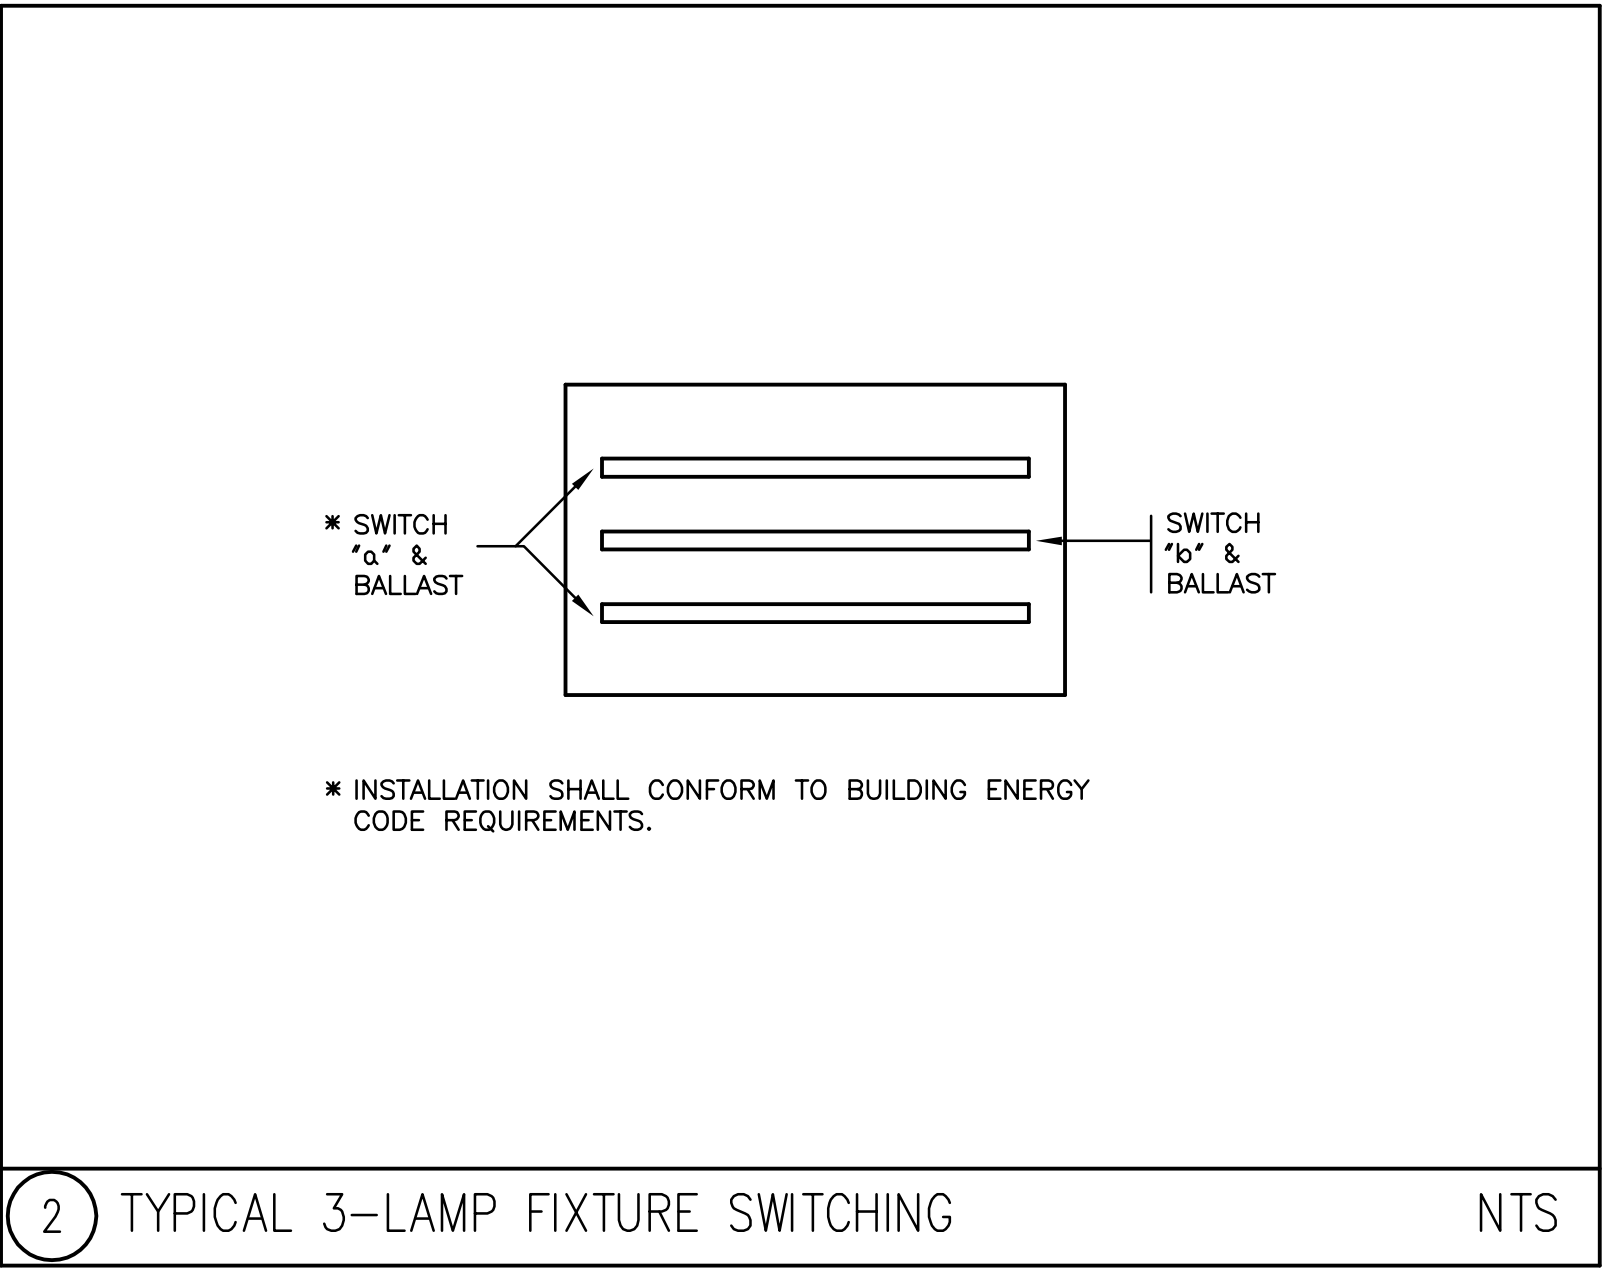 * SWITCH
"a" &
BALLAST
SWITCH
"b" &
BALLAST
* INSTALLATION SHALL CONFORM TO BUILDING ENERGY
CODE REQUIREMENTS.
2 TYPICAL 3-LAMP FIXTURE SWITCHING NTS